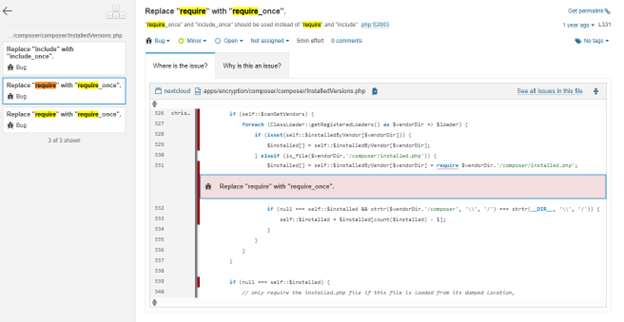 .../composer/composer/InstalledVersions.php
Replace "include" with
"include_once".
Bug
Replace "require" with "require_once".
Bug
Replace "require" with "require_once".
Bug
3 of 3 shown
Replace "require" with "require_once".
Get permalink
"require_once" and "include_once" should be used instead of "require" and "include" php:S2003
1 year ago L331
Bug Minor Open Not assigned 5min effort 0 comments
No tags
Where is the issue? Why is this an issue?
nextcloud apps/encryption/composer/composer/InstalledVersions.php See all issues in this file
326 chris... if (self::$canGetVendors) {
327 foreach (ClassLoader::getRegisteredLoaders() as $vendorDir => $loader) {
328 if (isset(self::$installedByVendor[$vendorDir])) {
329 $installed[] = self::$installedByVendor[$vendorDir];
330 } elseif (is_file($vendorDir.'/composer/installed.php')) {
331 $installed[] = self::$installedByVendor[$vendorDir] = require $vendorDir.'/composer/installed.php';
Replace "require" with "require_once".
332 if (null === self::$installed && strtr($vendorDir.'/composer', '\\', '/') === strtr(__DIR__, '\\', '/')) {
333 self::$installed = $installed[count($installed) - 1];
334 }
335 }
336 }
337 }
338
339 if (null === self::$installed) {
340 // only require the installed.php file if this file is loaded from its dumped location,